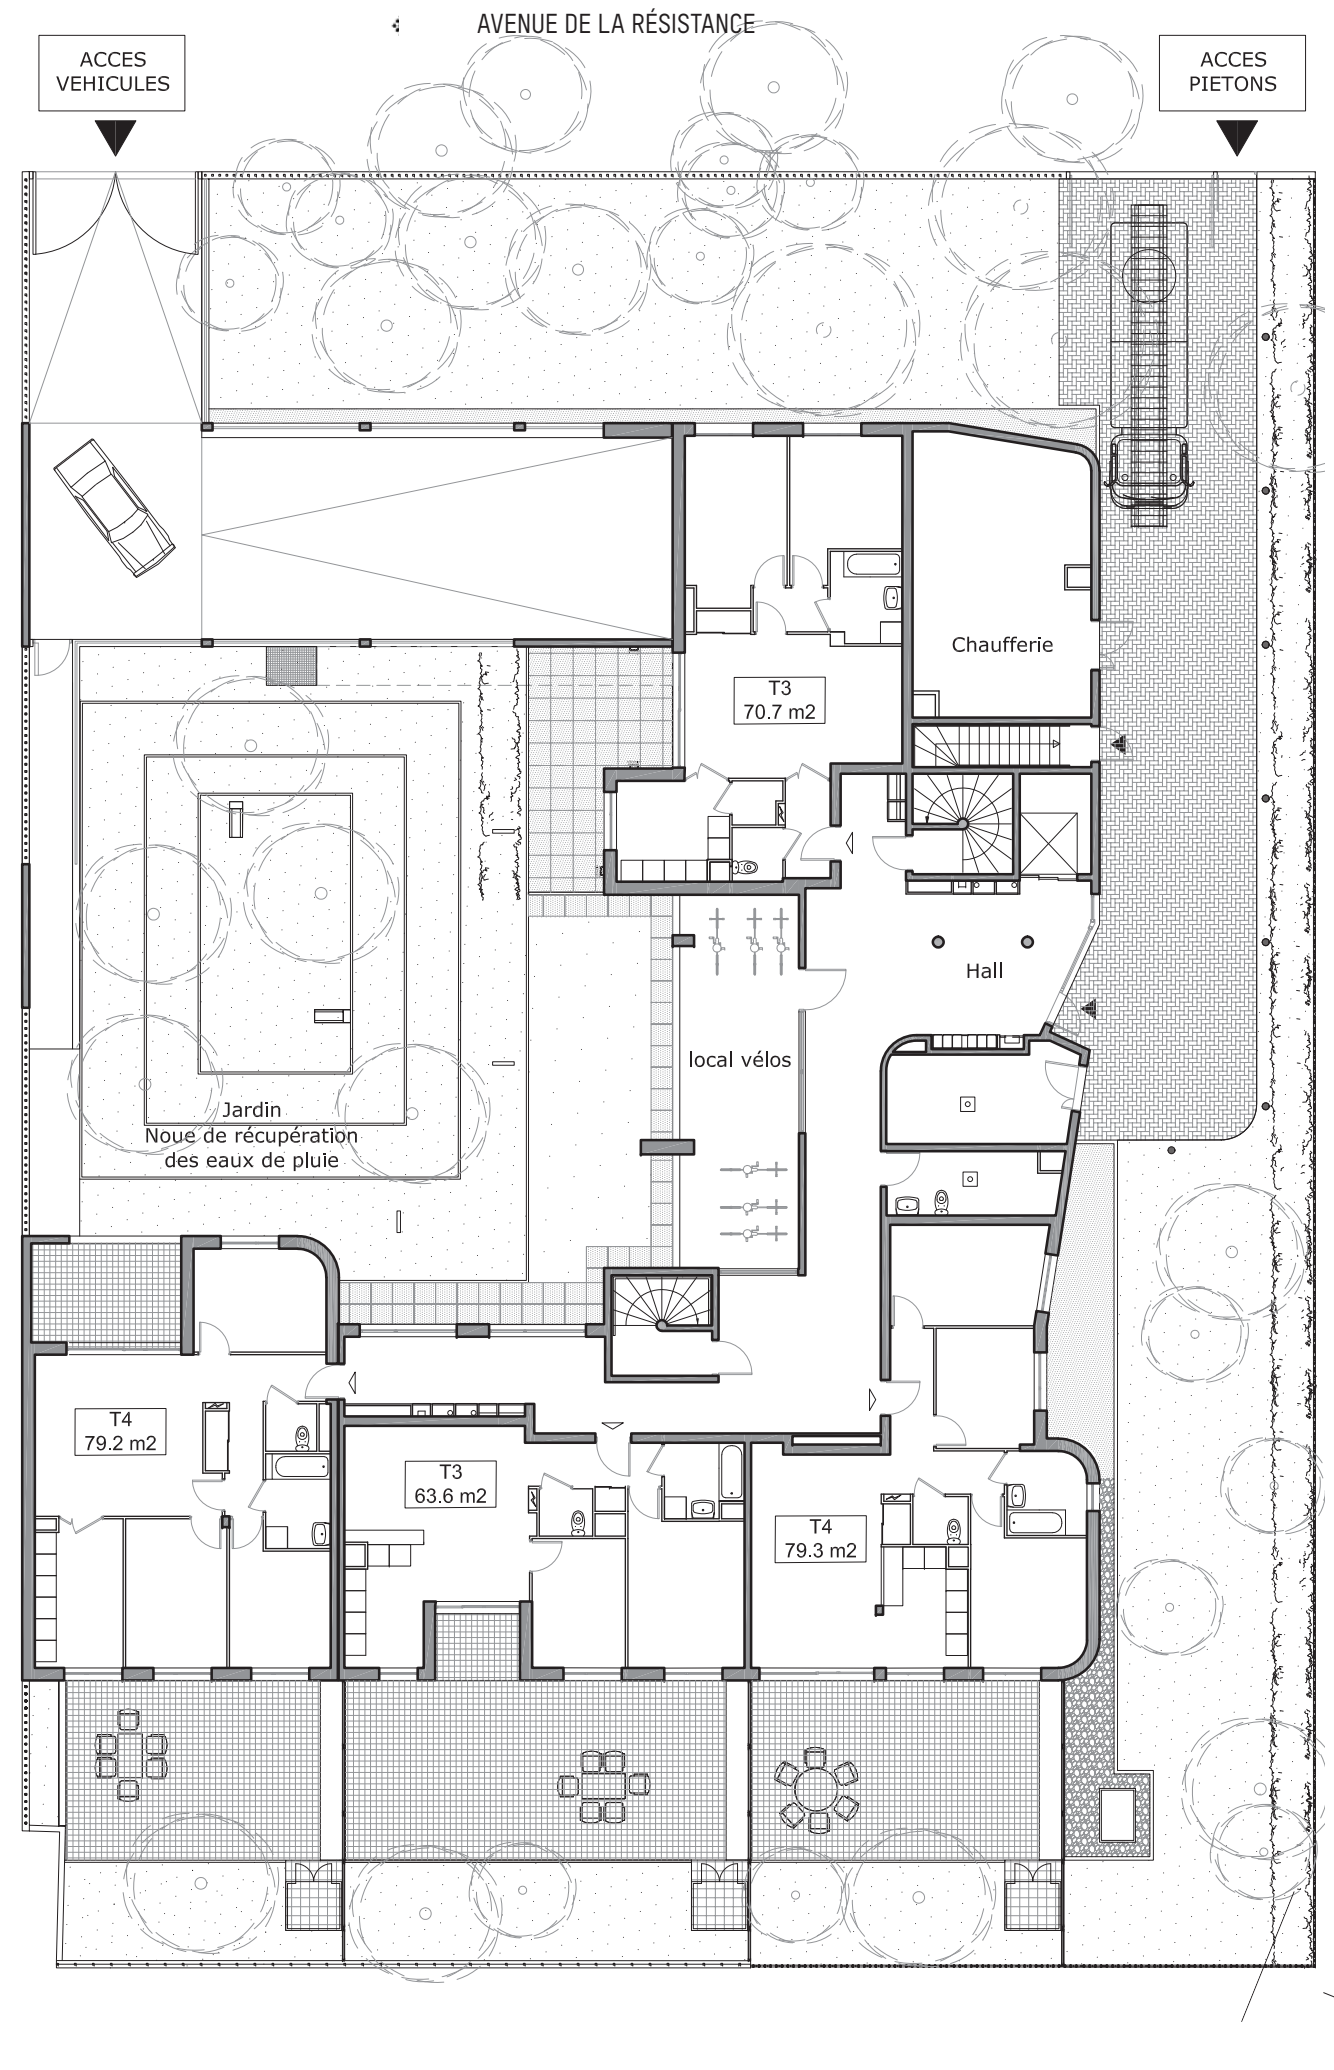 AVENUE DE LA RÉSISTANCE
ACCES
VEHICULES
ACCES
PIETONS
Chaufferie
T3
70.7 m2
Hall
local vélos
Jardin
Noue de récupération
des eaux de pluie
T4
79.2 m2
T3
63.6 m2
T4
79.3 m2